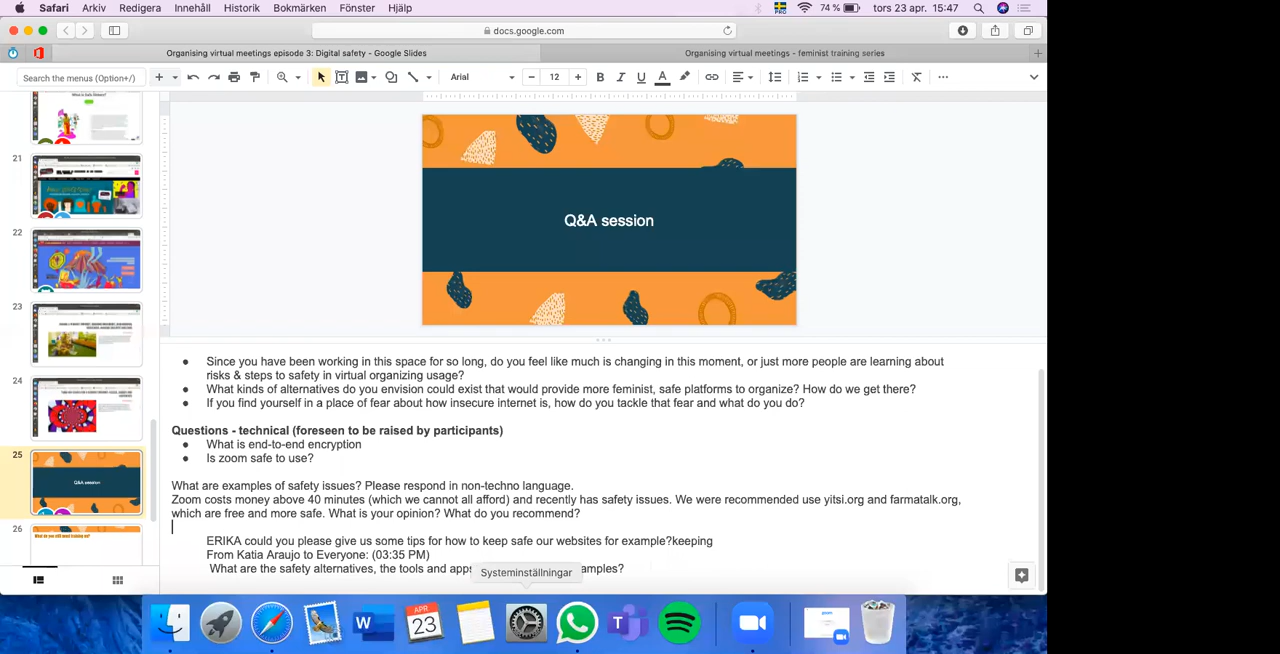 Safari Arkiv Redigera Innehåll Historik Bokmärken Fönster Hjälp PRO 74 % tors 23 apr. 15:47
docs.google.com
Organising virtual meetings episode 3: Digital safety - Google Slides
Organising virtual meetings - feminist training series
Search the menus (Option+/) Arial 12
21
22
23
24
25
Q&A session
26
What do you still need training on?
Q&A session
Since you have been working in this space for so long, do you feel like much is changing in this moment, or just more people are learning about
risks & steps to safety in virtual organizing usage?
What kinds of alternatives do you envision could exist that would provide more feminist, safe platforms to organize? How do we get there?
If you find yourself in a place of fear about how insecure internet is, how do you tackle that fear and what do you do?
Questions - technical (foreseen to be raised by participants)
What is end-to-end encryption
Is zoom safe to use?
What are examples of safety issues? Please respond in non-techno language.
Zoom costs money above 40 minutes (which we cannot all afford) and recently has safety issues. We were recommended use yitsi.org and farmatalk.org,
which are free and more safe. What is your opinion? What do you recommend?
ERIKA could you please give us some tips for how to keep safe our websites for example?keeping
From Katia Araujo to Everyone: (03:35 PM)
What are the safety alternatives, the tools and apps amples?
Systeminställningar
APR
23
W
T
zoom